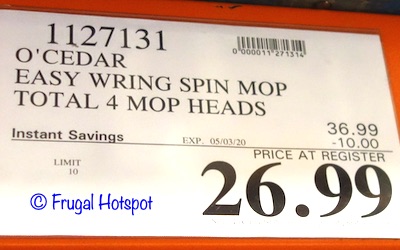 1127131
0000011271314
O'CEDAR
EASY WRING SPIN MOP
TOTAL 4 MOP HEADS
36.99
Instant Savings EXP. 05/03/20 -10.00
PRICE AT REGISTER
LIMIT
10
26.99
© Frugal Hotspot